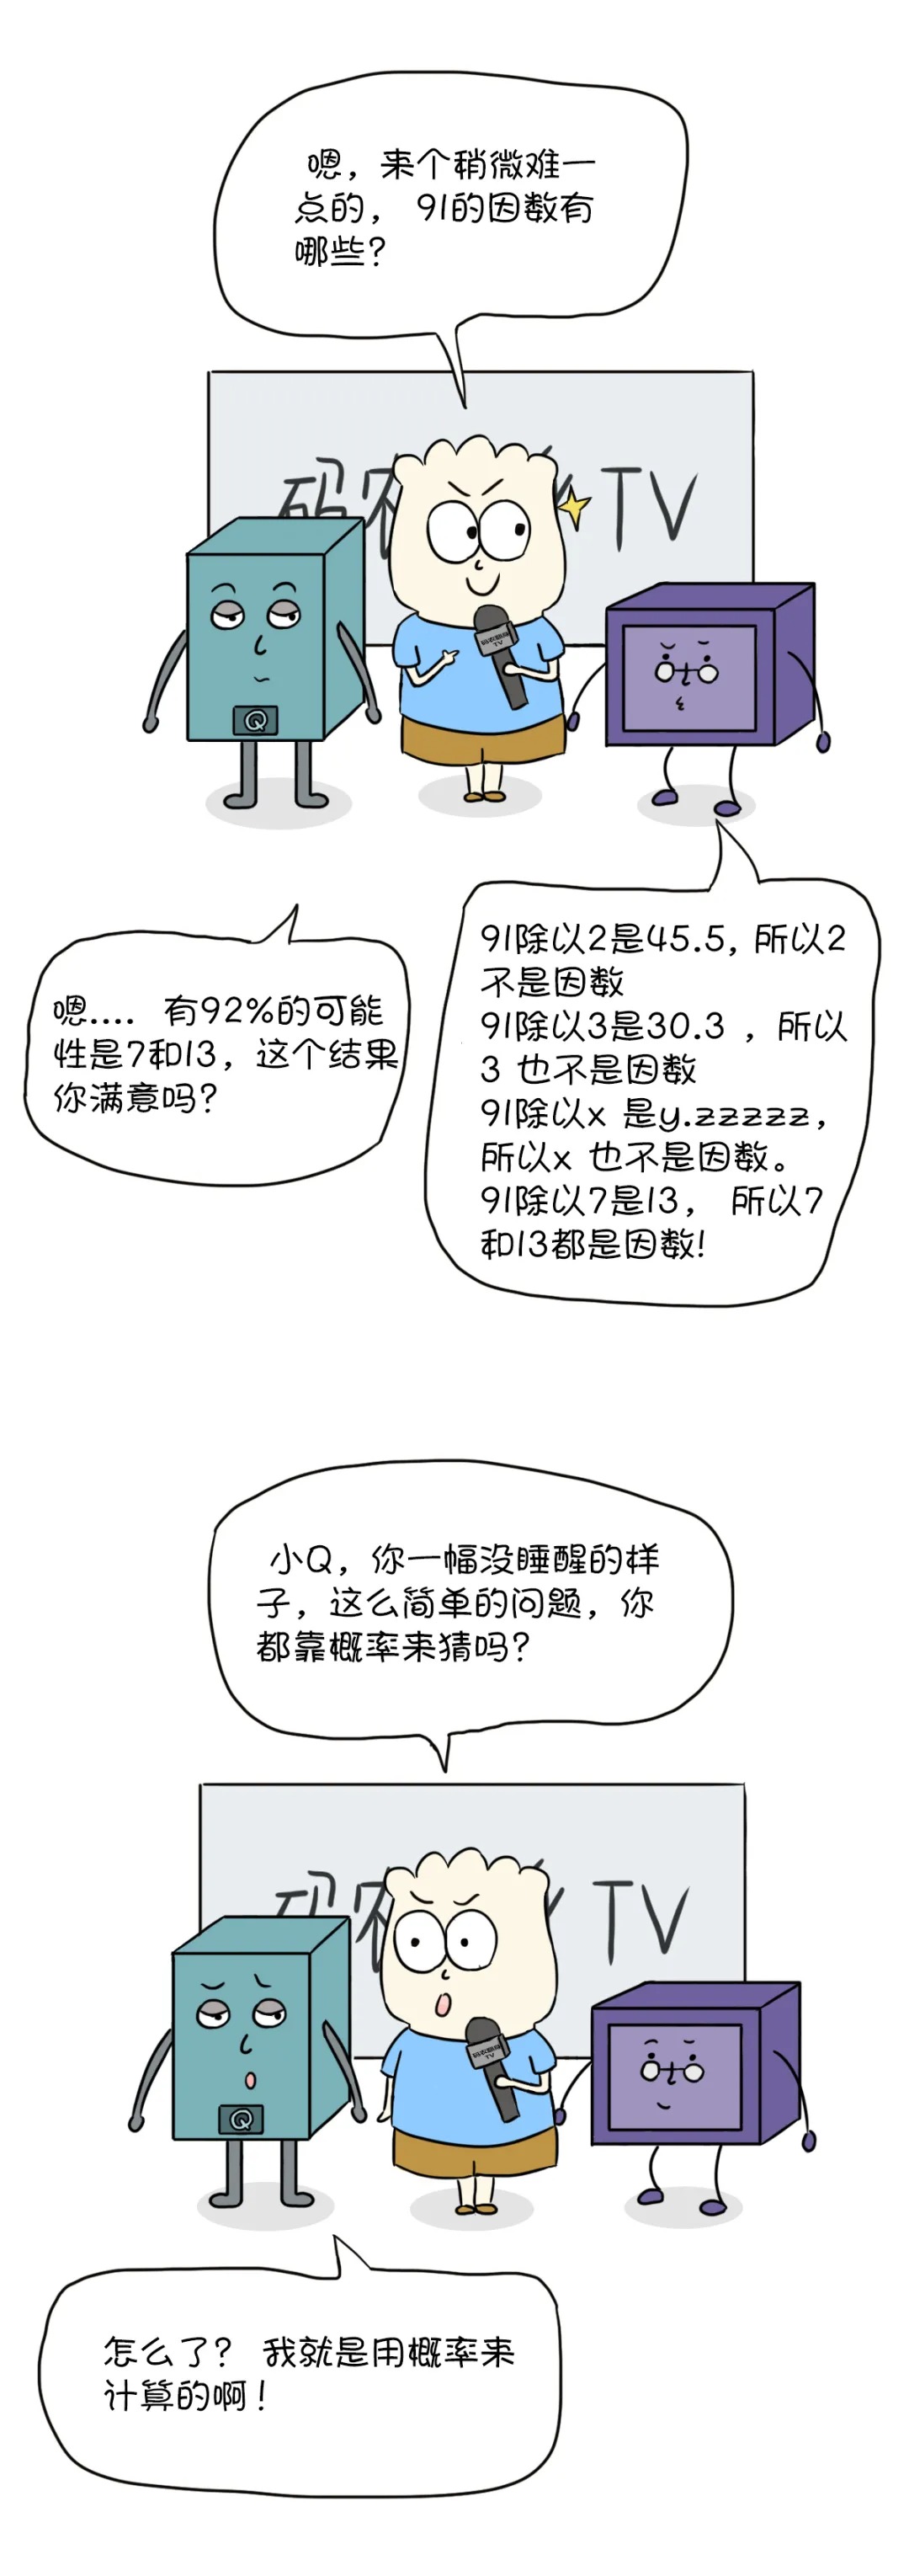 嗯，来个稍微难一
点的， 91的因数有
哪些？
码农 TV
TV
Q
91除以2是45.5, 所以2
不是因数
91除以3是30.3 ，所以
3 也不是因数
91除以x 是y.zzzzz,
所以x 也不是因数。
91除以7是13， 所以7
和13都是因数!
嗯.... 有92%的可能
性是7和13，这个结果
你满意吗？
小Q，你一幅没睡醒的样
子，这么简单的问题，你
都靠概率来猜吗？
码农 TV
TV
Q
怎么了？ 我就是用概率来
计算的啊！